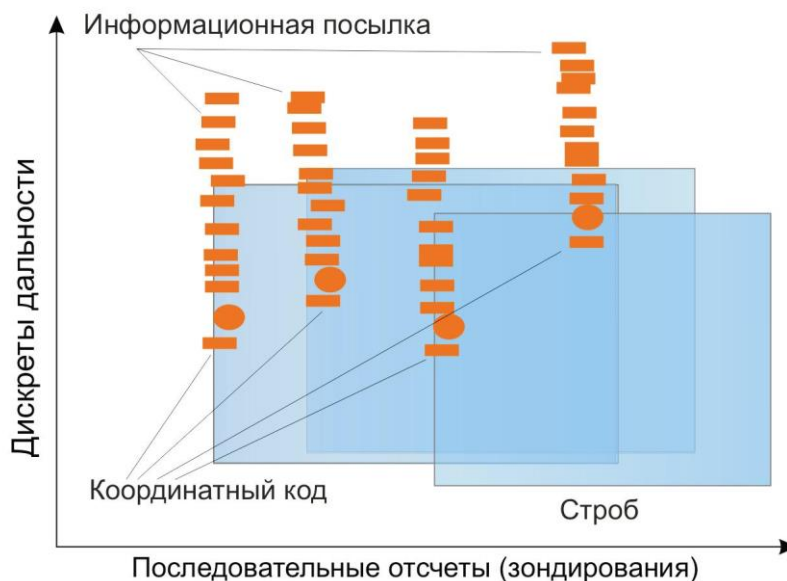 Информационная посылка
Дискреты дальности
Координатный код
Строб
Последовательные отсчеты (зондирования)